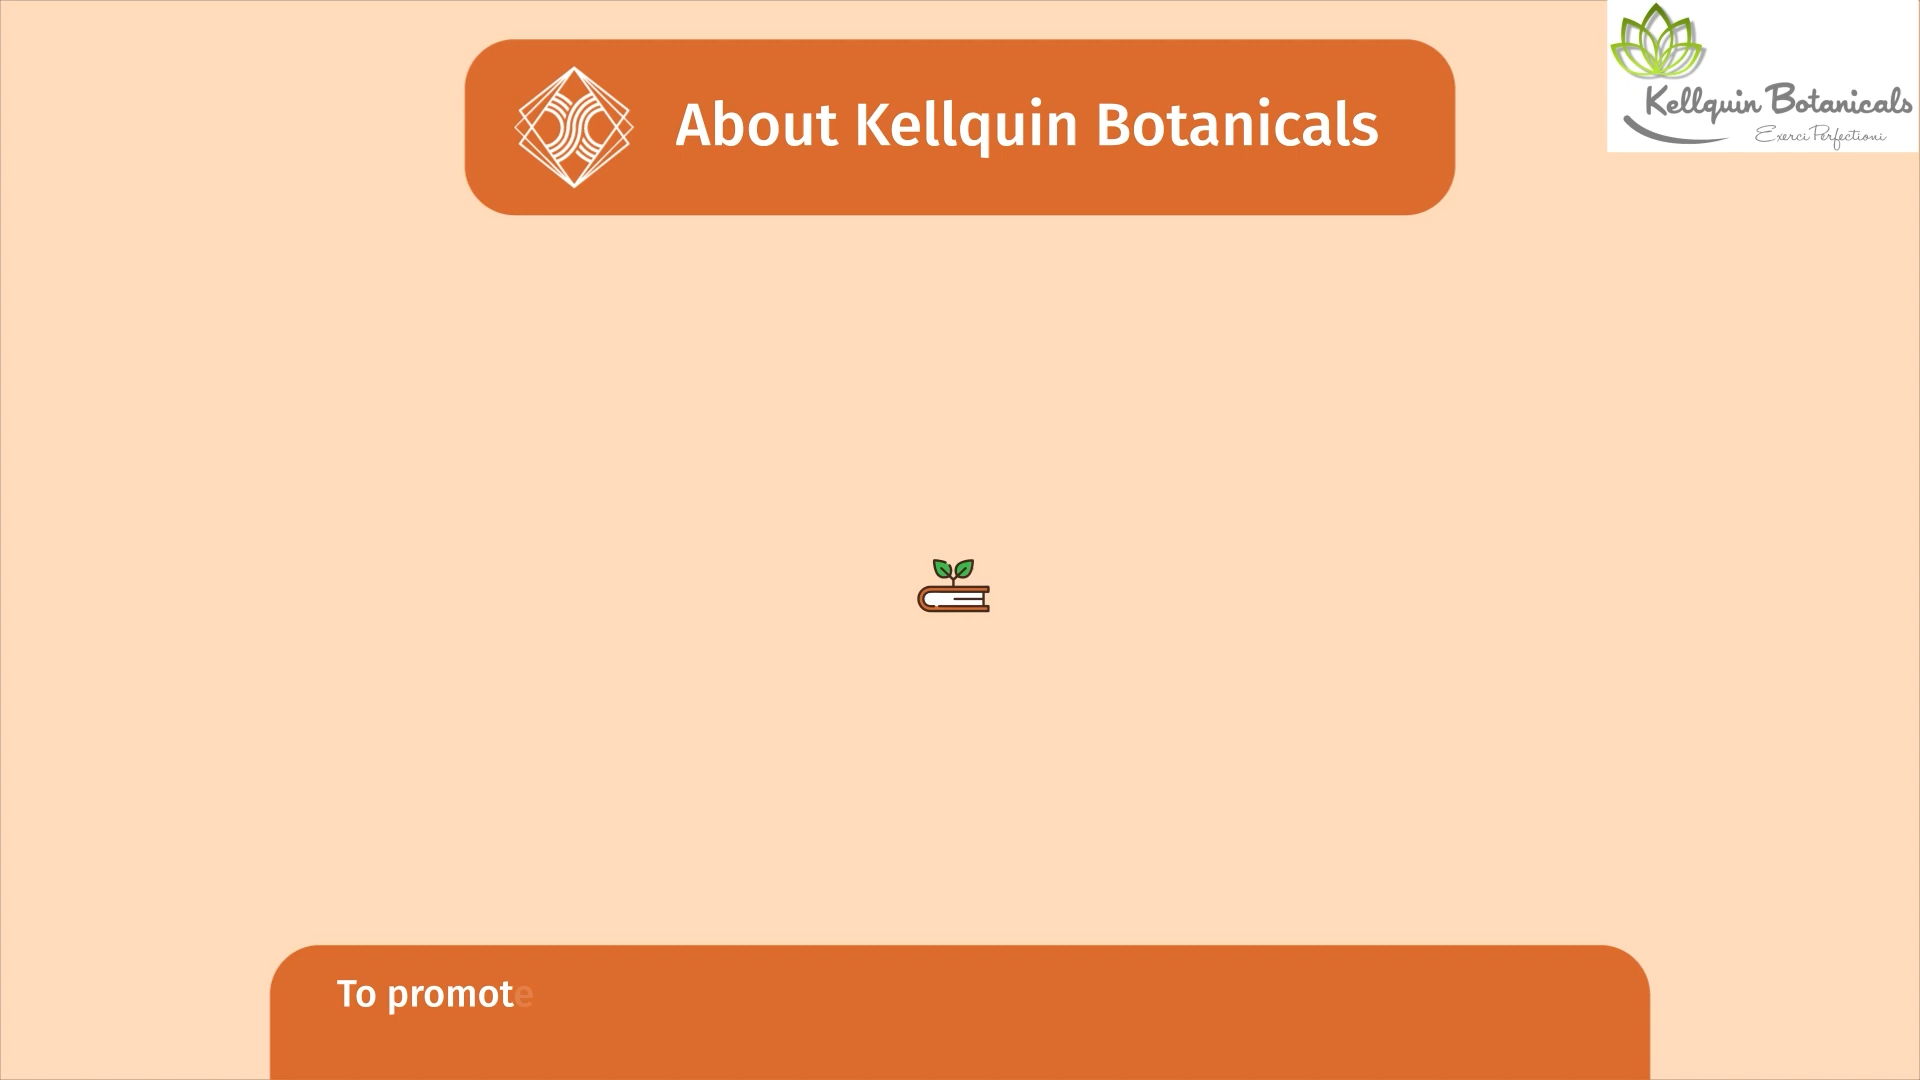 About Kellquin Botanicals
Kellquin Botanicals
Exerci Perfectioni
To promote